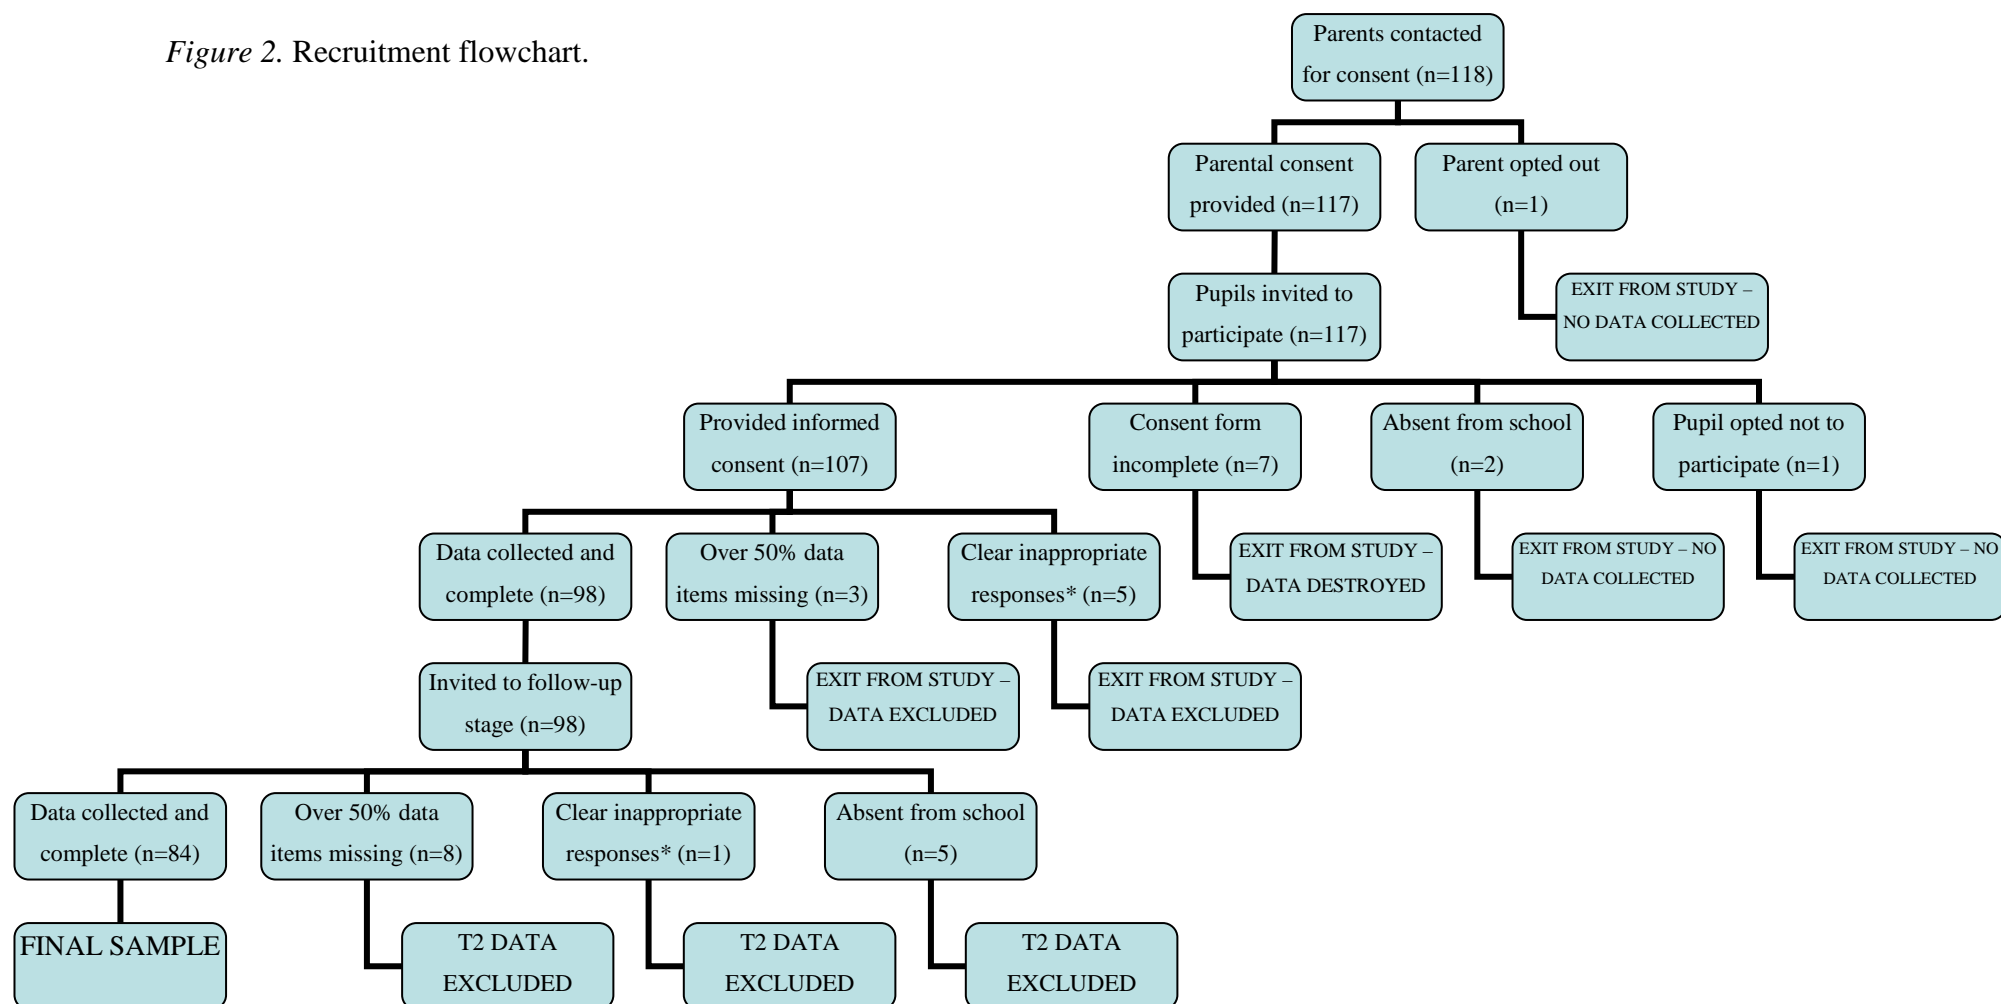 Figure 2. Recruitment flowchart.
Parents contacted
for consent (n=118)
Parental consent
provided (n=117)
Parent opted out
(n=1)
Pupils invited to
participate (n=117)
EXIT FROM STUDY –
NO DATA COLLECTED
Provided informed
consent (n=107)
Consent form
incomplete (n=7)
Absent from school
(n=2)
Pupil opted not to
participate (n=1)
Data collected and
complete (n=98)
Over 50% data
items missing (n=3)
Clear inappropriate
responses* (n=5)
EXIT FROM STUDY –
DATA DESTROYED
EXIT FROM STUDY – NO
DATA COLLECTED
EXIT FROM STUDY – NO
DATA COLLECTED
Invited to follow-up
stage (n=98)
EXIT FROM STUDY –
DATA EXCLUDED
EXIT FROM STUDY –
DATA EXCLUDED
Data collected and
complete (n=84)
Over 50% data
items missing (n=8)
Clear inappropriate
responses* (n=1)
Absent from school
(n=5)
FINAL SAMPLE
T2 DATA
EXCLUDED
T2 DATA
EXCLUDED
T2 DATA
EXCLUDED